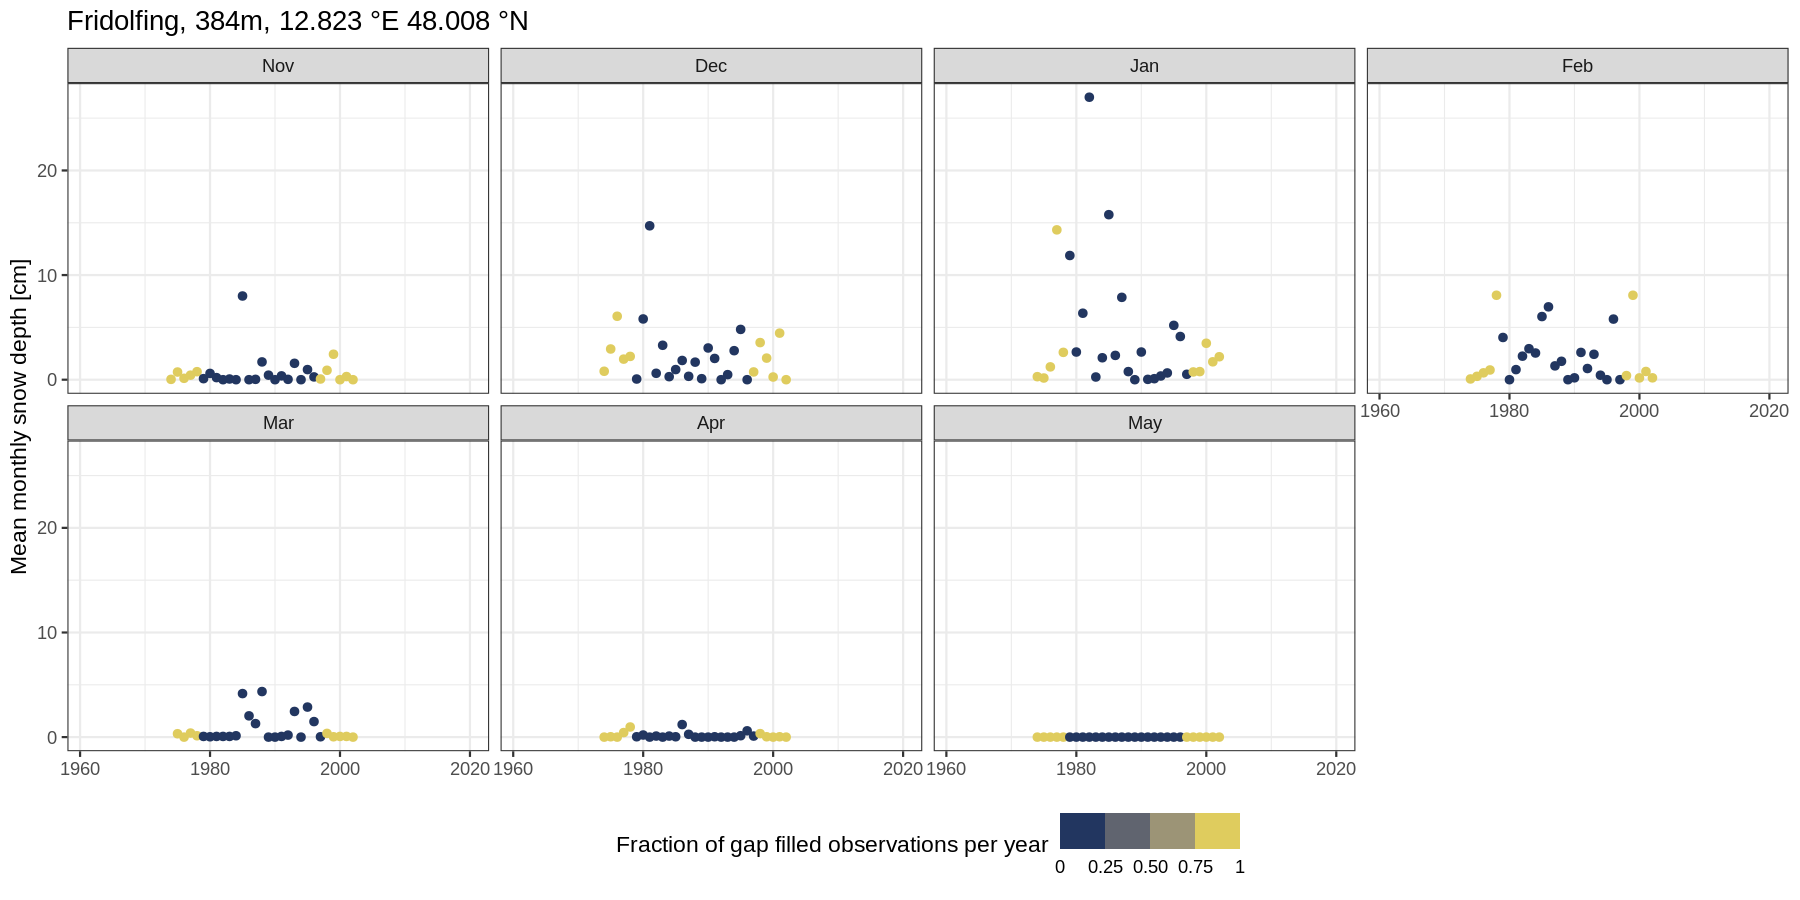 Fridolfing, 384m, 12.823 °E 48.008 °N
Nov
Dec
Jan
Feb
Mean monthly snow depth [cm]
20
10
0
1960 1980 2000 2020
Mar
Apr
May
20
10
0
1960 1980 2000 2020
1960 1980 2000 2020
1960 1980 2000 2020
Fraction of gap filled observations per year
0 0.25 0.50 0.75 1